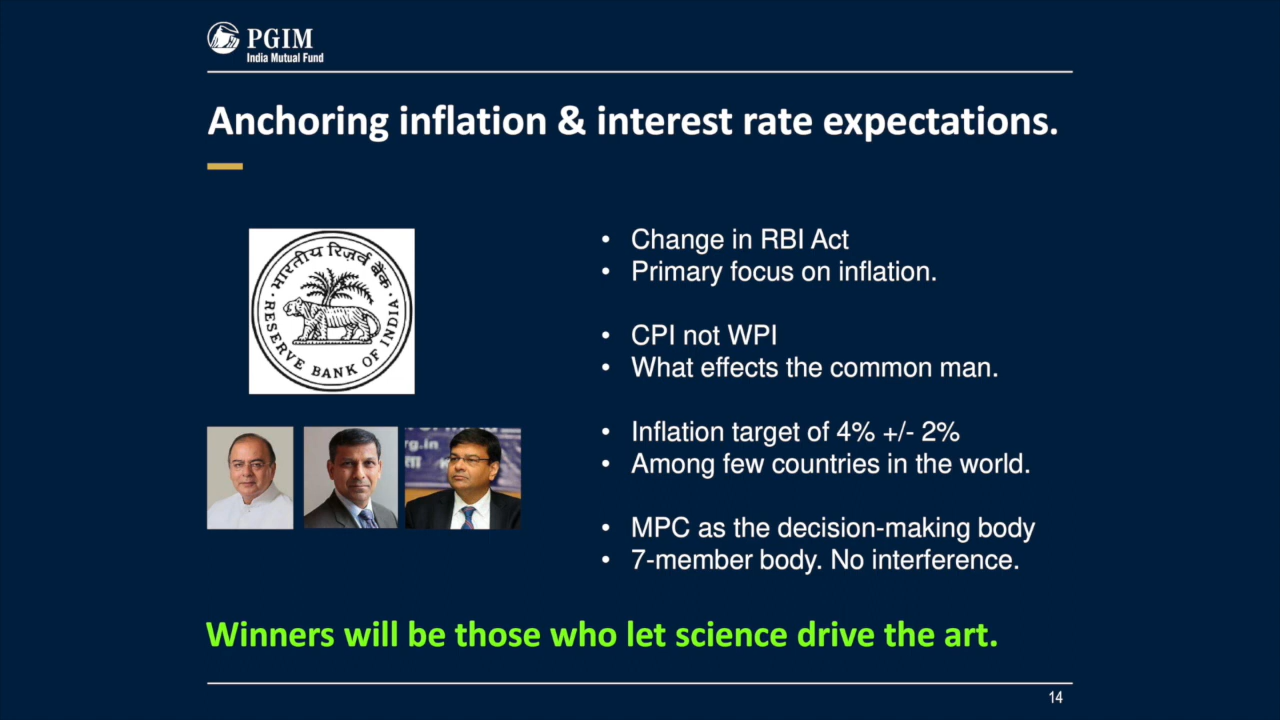 PGIM
India Mutual Fund
Anchoring inflation & interest rate expectations.
भारतीय रिज़र्व बैंक
RESERVE BANK OF INDIA
rg.in
• Change in RBI Act
• Primary focus on inflation.
• CPI not WPI
• What effects the common man.
• Inflation target of 4% +/- 2%
• Among few countries in the world.
• MPC as the decision-making body
• 7-member body. No interference.
Winners will be those who let science drive the art.
14